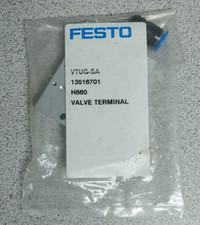 FESTO
VTUG-SA
13516701
H660
VALVE TERMINAL